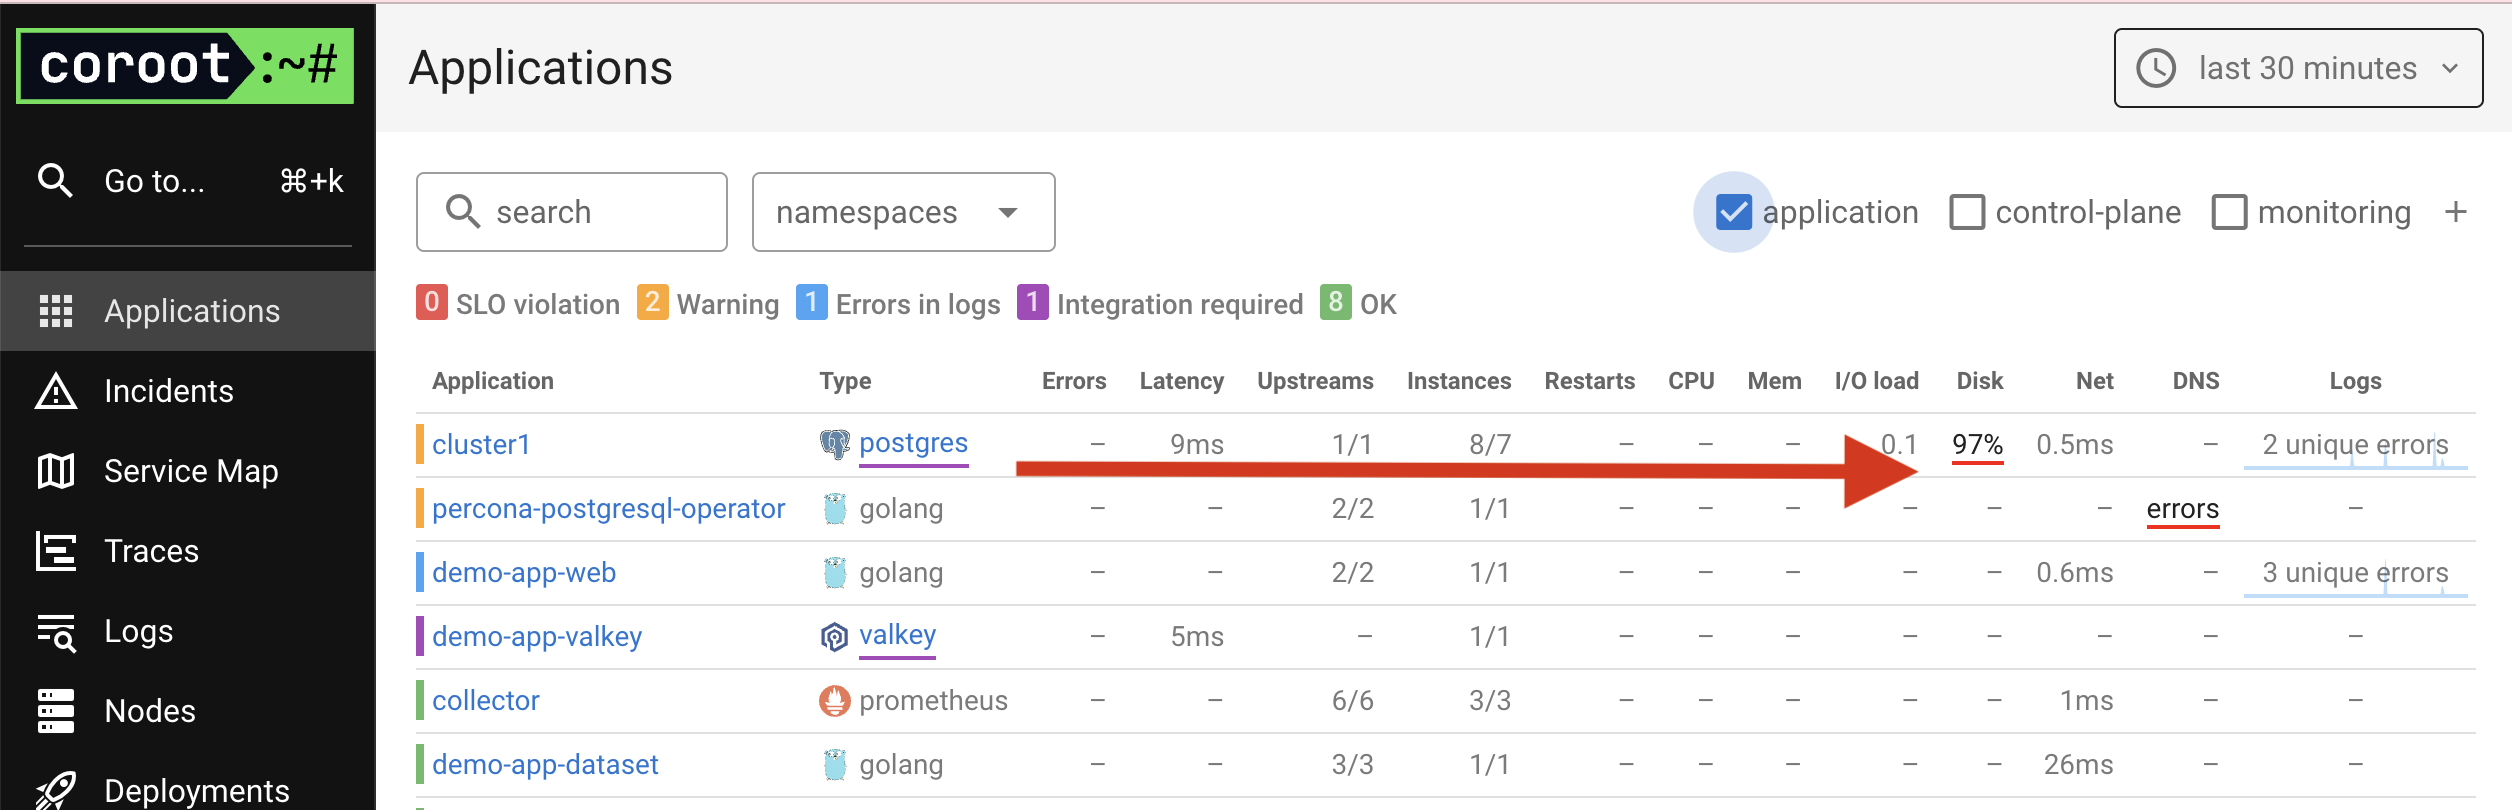 coroot:~#
Applications
last 30 minutes
Go to... ⌘+k
search
namespaces
application
control-plane
monitoring +
0 SLO violation 2 Warning 1 Errors in logs 1 Integration required 8 OK
Applications
Incidents
Service Map
Traces
Logs
Nodes
Deployments
Application Type Errors Latency Upstreams Instances Restarts CPU Mem I/O load Disk Net DNS Logs
cluster1 postgres – 9ms 1/1 8/7 – – – 0.1 97% 0.5ms – 2 unique errors
percona-postgresql-operator golang – – 2/2 1/1 – – – – – – errors –
demo-app-web golang – – 2/2 1/1 – – – – – 0.6ms – 3 unique errors
demo-app-valkey valkey – 5ms – 1/1 – – – – – – – –
collector prometheus – – 6/6 3/3 – – – – – 1ms – –
demo-app-dataset golang – – 3/3 1/1 – – – – – 26ms – –